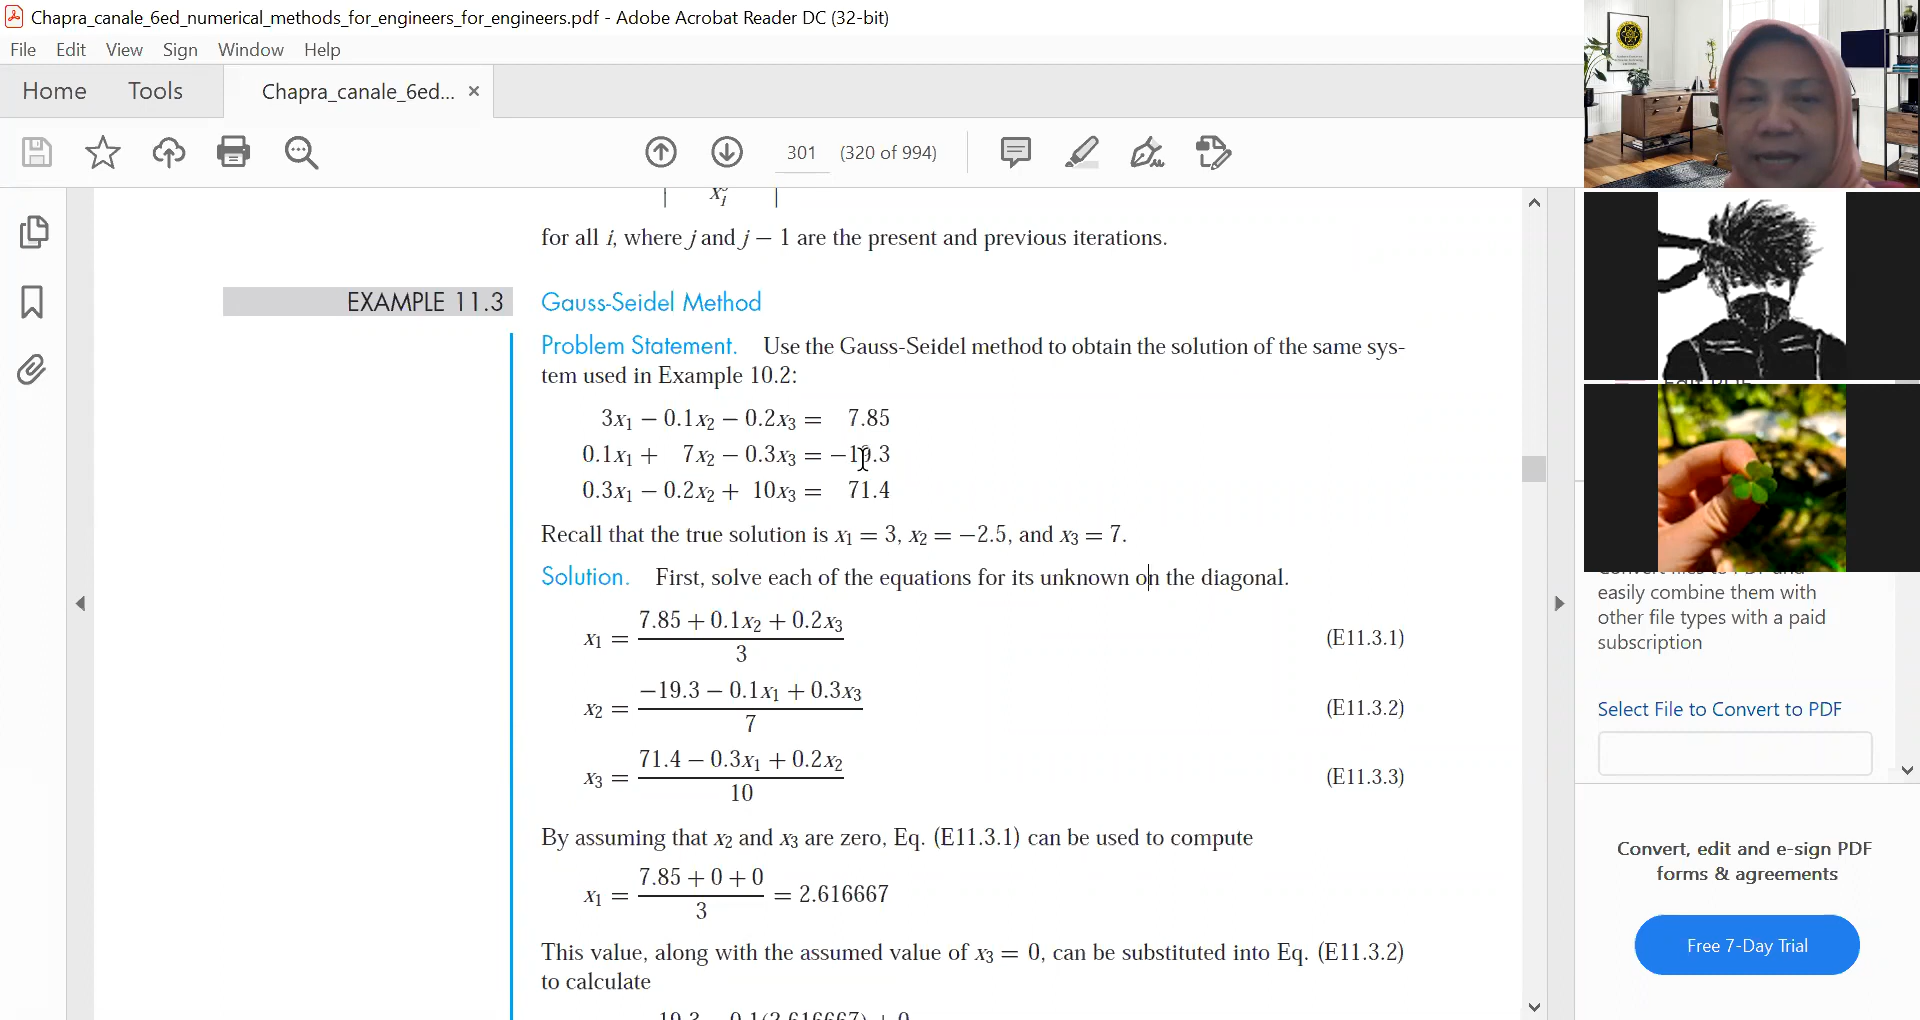 Chapra_canale_6ed_numerical_methods_for_engineers_for_engineers.pdf - Adobe Acrobat Reader DC (32-bit)
File Edit View Sign Window Help
Home Tools Chapra_canale_6ed... ×
301 (320 of 994)
for all i, where j and j − 1 are the present and previous iterations.
EXAMPLE 11.3 Gauss-Seidel Method
Problem Statement. Use the Gauss-Seidel method to obtain the solution of the same sys-
tem used in Example 10.2:
3x₁ − 0.1x₂ − 0.2x₃ = 7.85
0.1x₁ + 7x₂ − 0.3x₃ = −19.3
0.3x₁ − 0.2x₂ + 10x₃ = 71.4
Recall that the true solution is x₁ = 3, x₂ = −2.5, and x₃ = 7.
Solution. First, solve each of the equations for its unknown on the diagonal.
x₁ = (7.85 + 0.1x₂ + 0.2x₃)/3 (E11.3.1)
x₂ = (−19.3 − 0.1x₁ + 0.3x₃)/7 (E11.3.2)
x₃ = (71.4 − 0.3x₁ + 0.2x₂)/10 (E11.3.3)
By assuming that x₂ and x₃ are zero, Eq. (E11.3.1) can be used to compute
x₁ = (7.85 + 0 + 0)/3 = 2.616667
This value, along with the assumed value of x₃ = 0, can be substituted into Eq. (E11.3.2)
to calculate
easily combine them with
other file types with a paid
subscription
Select File to Convert to PDF
Convert, edit and e-sign PDF
forms & agreements
Free 7-Day Trial